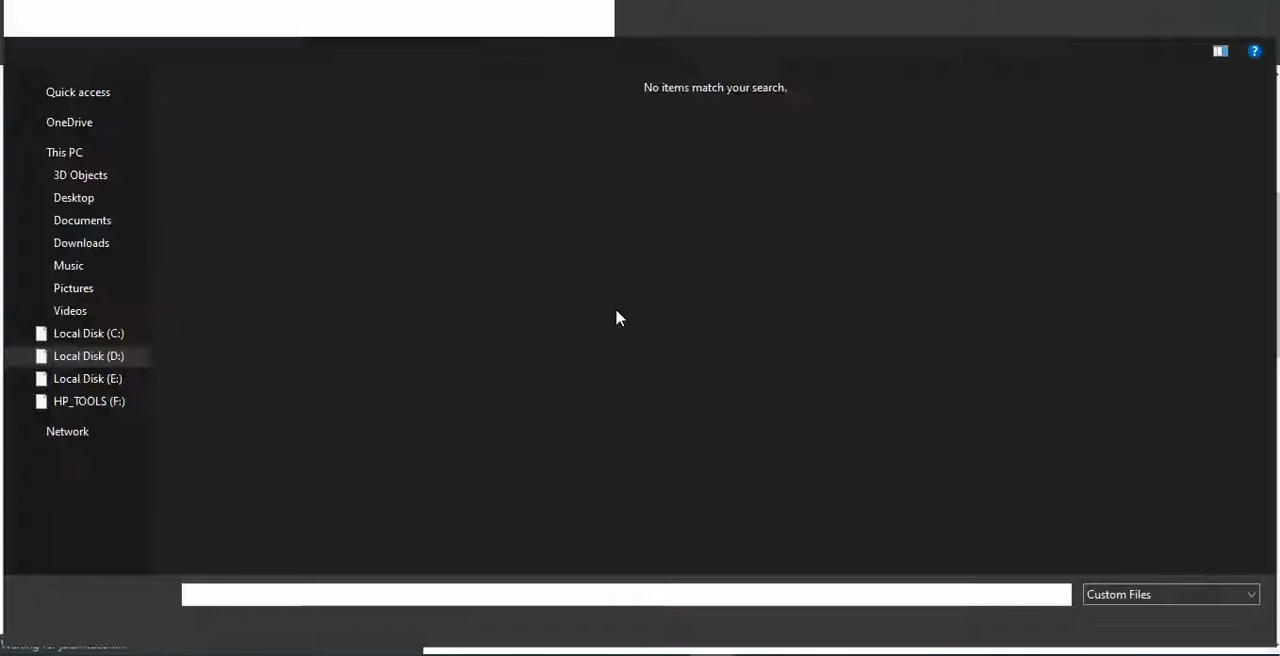 No items match your search.
Quick access
OneDrive
This PC
3D Objects
Desktop
Documents
Downloads
Music
Pictures
Videos
Local Disk (C:)
Local Disk (D:)
Local Disk (E:)
HP_TOOLS (F:)
Network
Custom Files